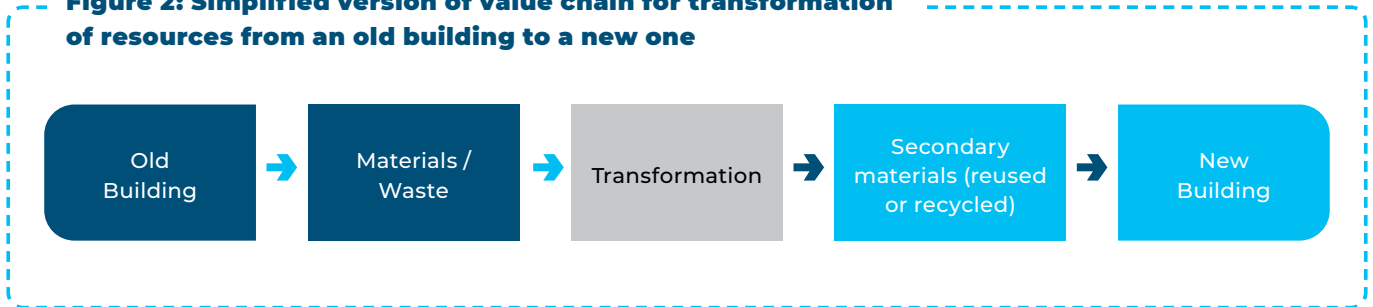 Figure 2: Simplified version of value chain for transformation
of resources from an old building to a new one
Old
Building
Materials /
Waste
Transformation
Secondary
materials (reused
or recycled)
New
Building